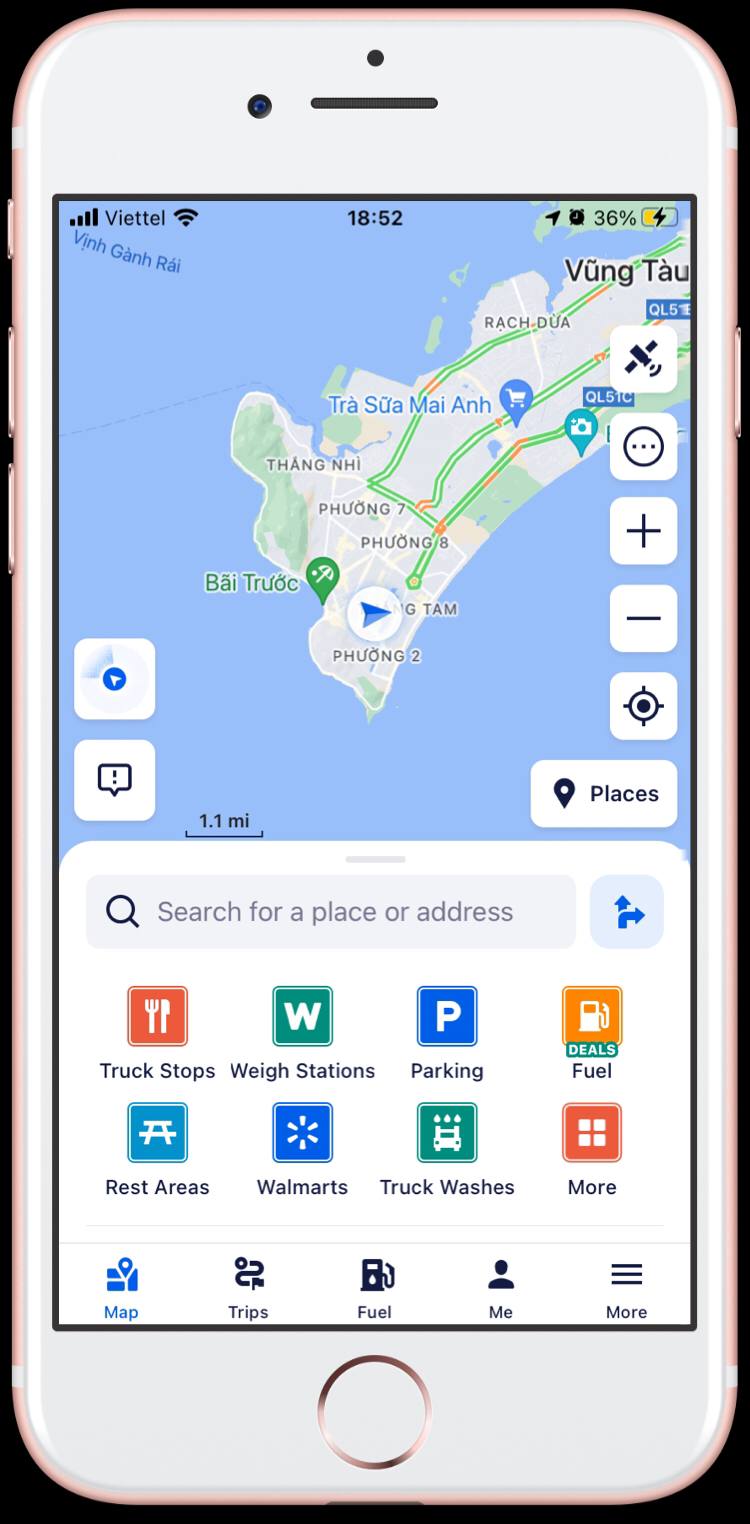 Viettel
18:52
36%
Vịnh Gành Rái
Vũng Tàu
QL51
RẠCH DỪA
QL51C
Trà Sữa Mai Anh
THẮNG NHÌ
PHƯỜNG 7
PHƯỜNG 8
Bãi Trước
NG TAM
PHƯỜNG 2
Places
1.1 mi
Search for a place or address
Truck Stops
W
Weigh Stations
P
Parking
DEALS
Fuel
Rest Areas
Walmarts
Truck Washes
More
Map
Trips
Fuel
Me
More